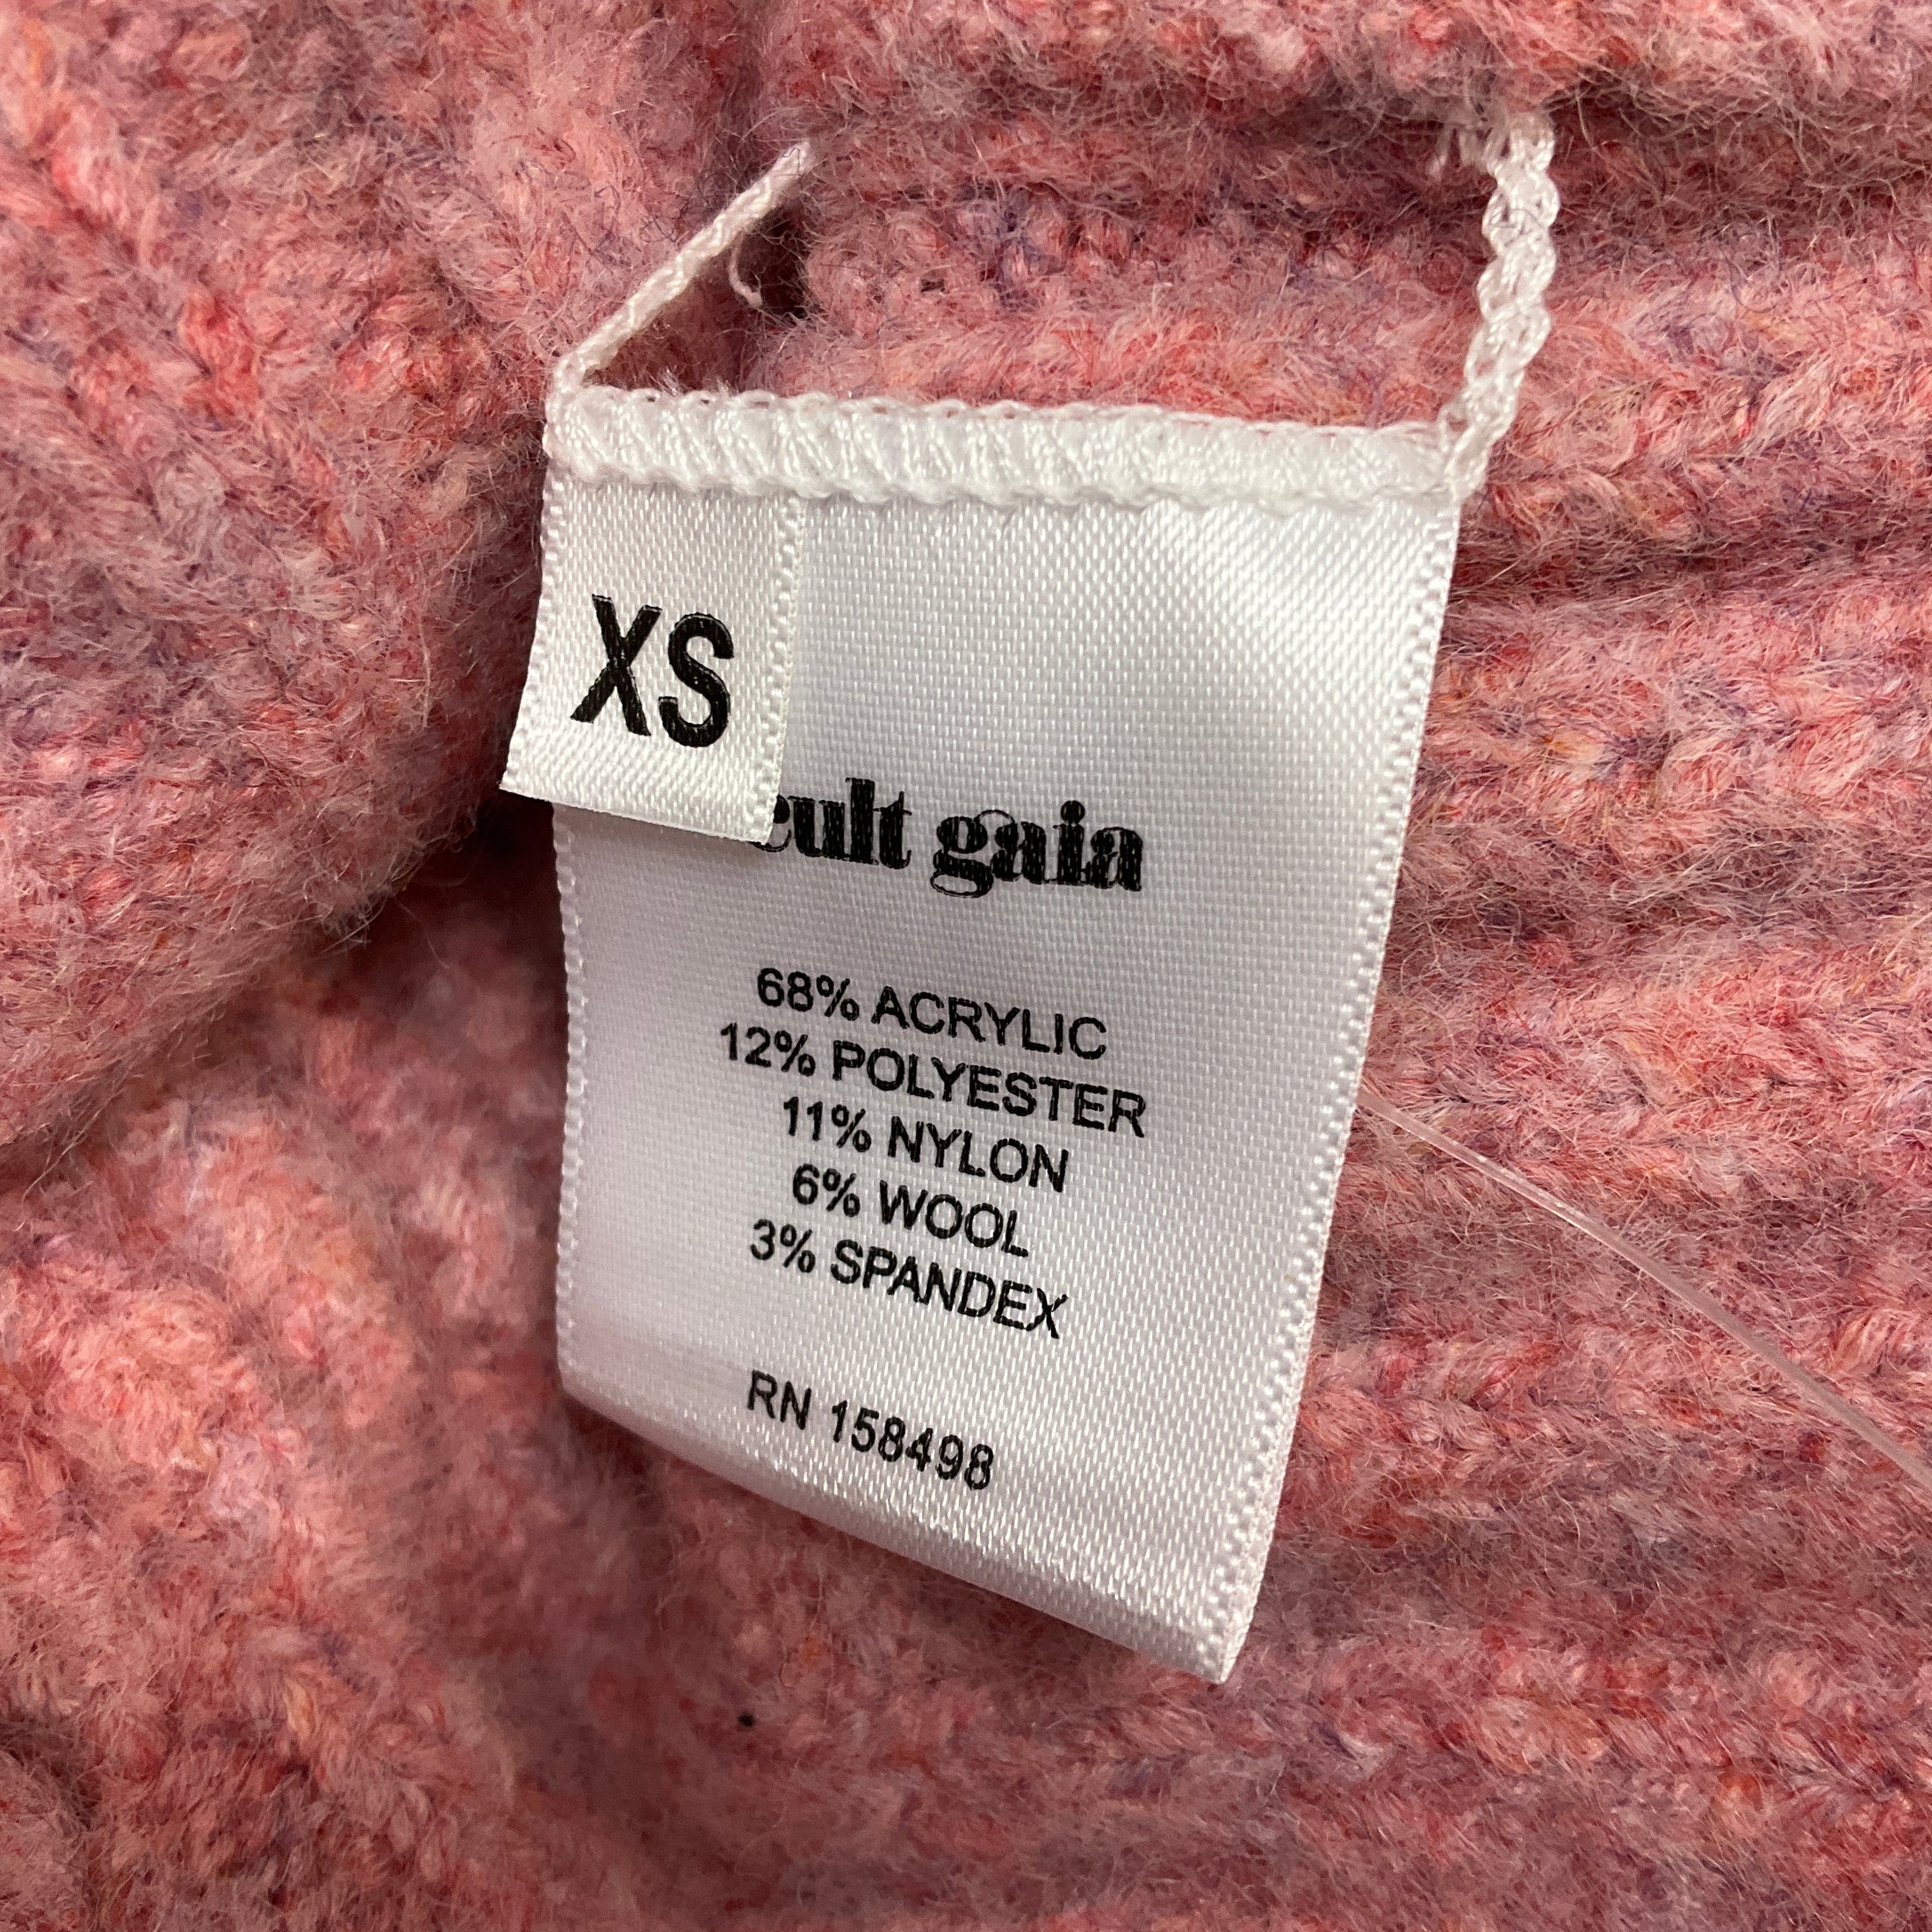 XS
cult gaia
68% ACRYLIC
12% POLYESTER
11% NYLON
6% WOOL
3% SPANDEX
RN 158498